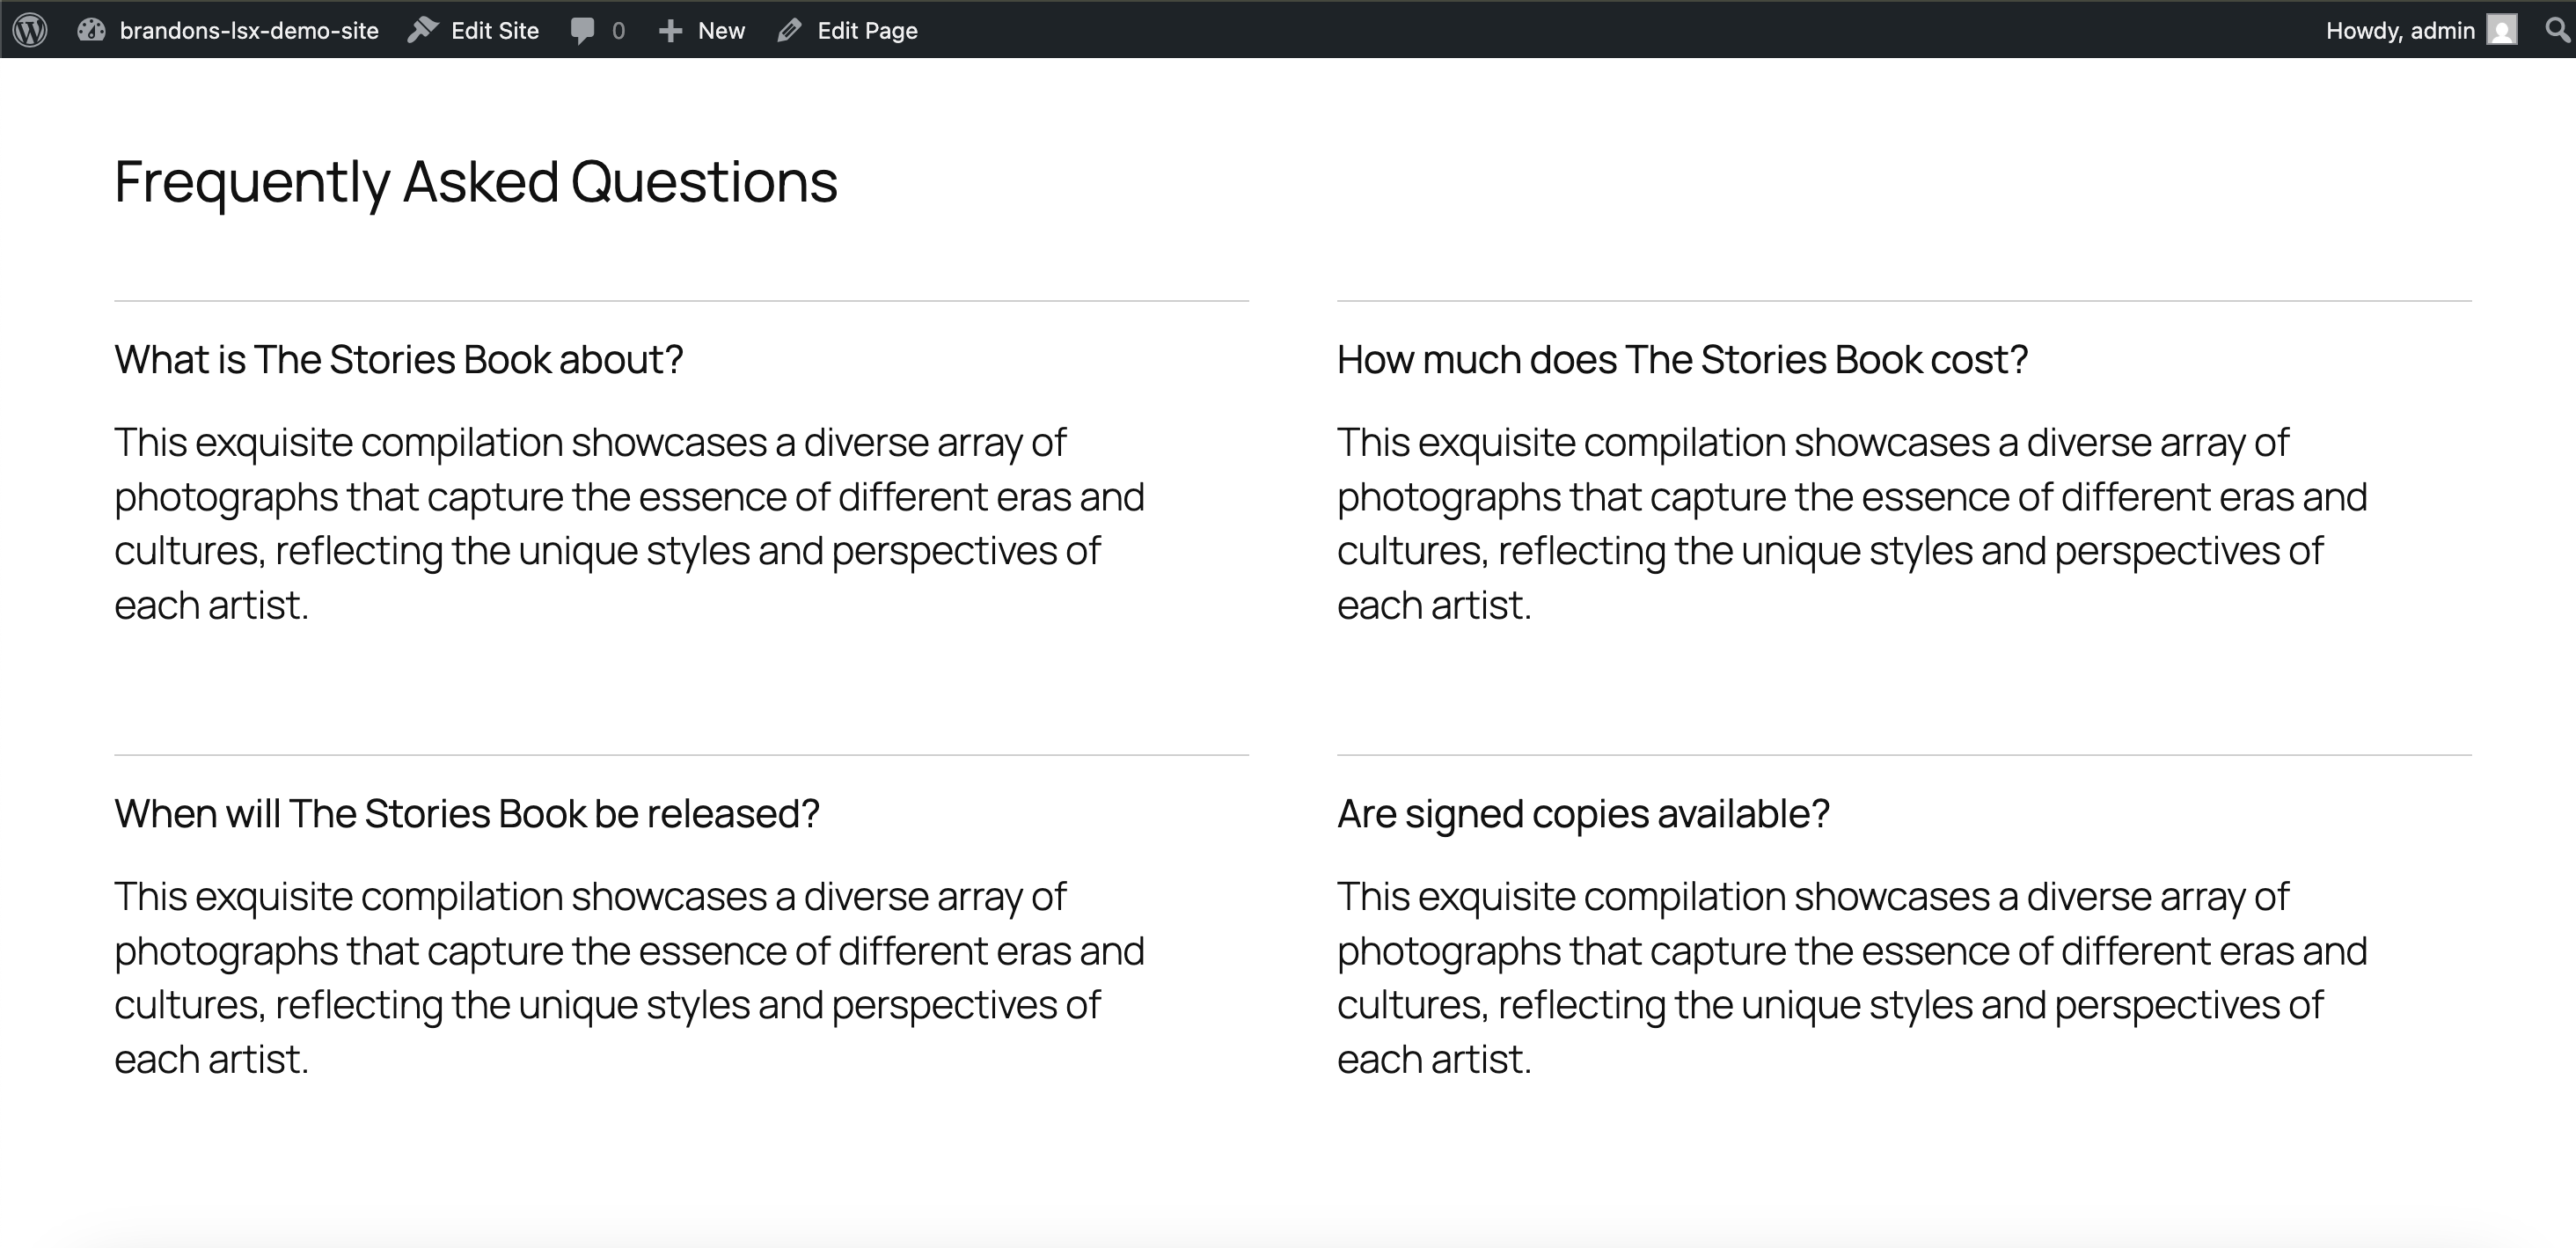 brandons-lsx-demo-site Edit Site 0 New Edit Page Howdy, admin
Frequently Asked Questions
What is The Stories Book about?
This exquisite compilation showcases a diverse array of
photographs that capture the essence of different eras and
cultures, reflecting the unique styles and perspectives of
each artist.
How much does The Stories Book cost?
This exquisite compilation showcases a diverse array of
photographs that capture the essence of different eras and
cultures, reflecting the unique styles and perspectives of
each artist.
When will The Stories Book be released?
This exquisite compilation showcases a diverse array of
photographs that capture the essence of different eras and
cultures, reflecting the unique styles and perspectives of
each artist.
Are signed copies available?
This exquisite compilation showcases a diverse array of
photographs that capture the essence of different eras and
cultures, reflecting the unique styles and perspectives of
each artist.